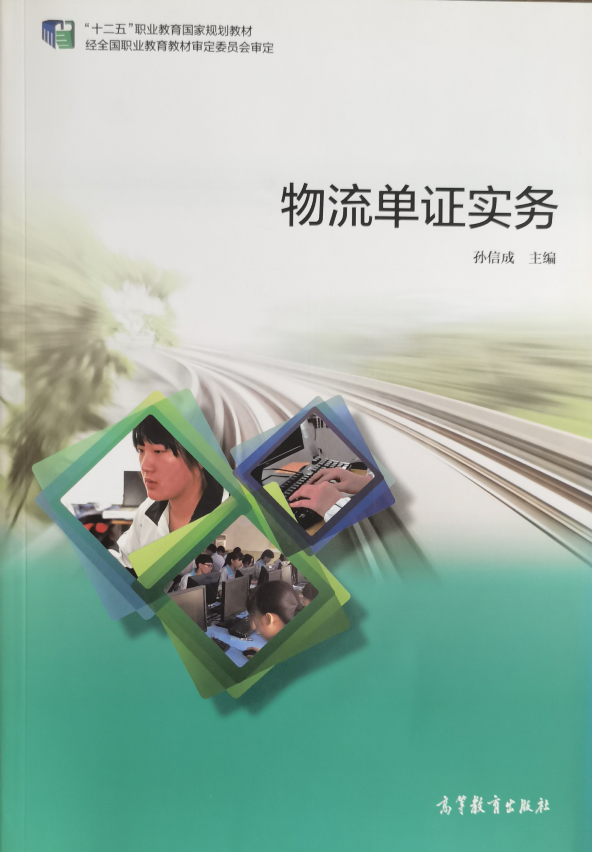 “十二五”职业教育国家规划教材
经全国职业教育教材审定委员会审定
物流单证实务
孙信成 主编
高等教育出版社